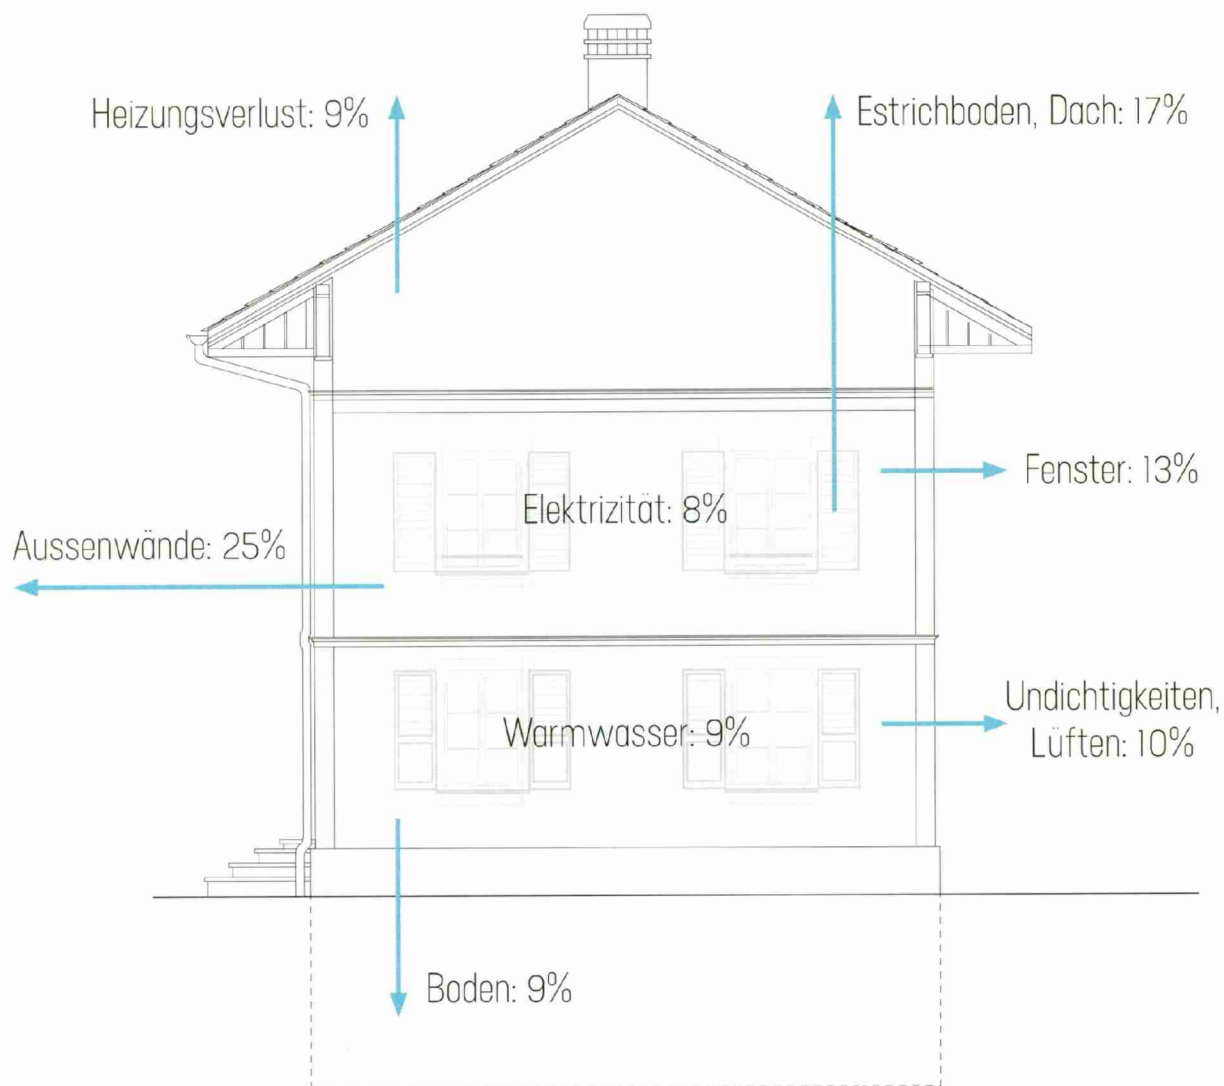 Heizungsverlust: 9%
Estrichboden, Dach: 17%
Fenster: 13%
Elektrizität: 8%
Aussenwände: 25%
Undichtigkeiten,
Lüften: 10%
Warmwasser: 9%
Boden: 9%